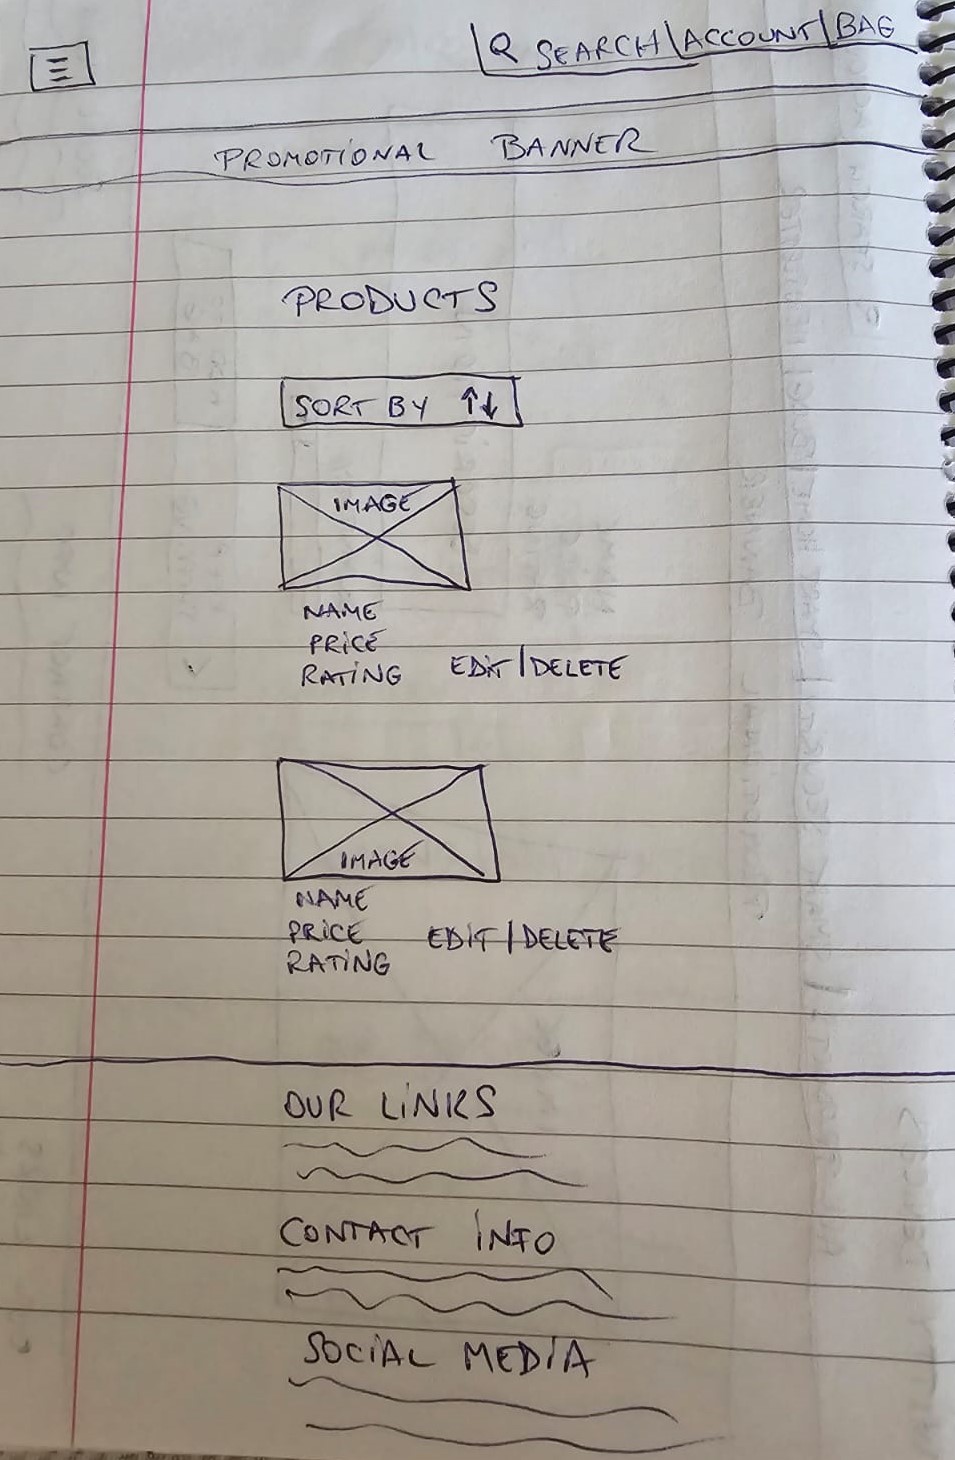 SEARCH|ACCOUNT|BAG
PROMOTIONAL BANNER
PRODUCTS
SORT BY ↑↓
IMAGE
NAME
PRICE
RATING EDIT/DELETE
IMAGE
NAME
PRICE EDIT/DELETE
RATING
OUR LINKS
CONTACT INFO
SOCIAL MEDIA